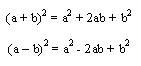 (a + b)² = a² + 2ab + b²
(a – b)² = a² - 2ab + b²